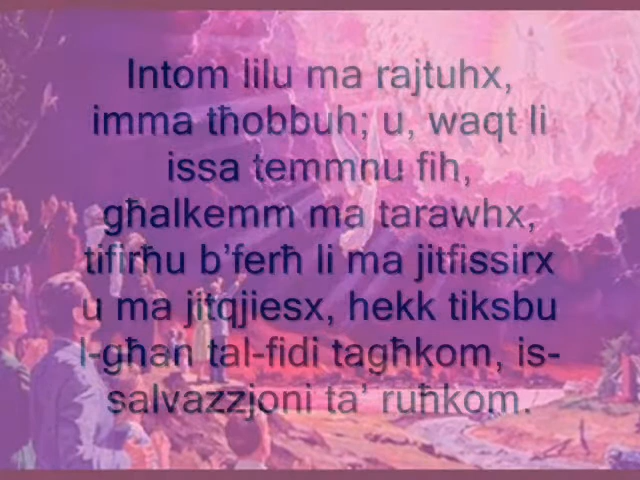 Intom lilu ma rajtuhx,
imma tħobbuh; u, waqt li
issa temmnu fih,
għalkemm ma tarawhx,
tifirħu b’ferħ li ma jitfissirx
u ma jitqjiesx, hekk tiksbu
l-għan tal-fidi tagħkom, is-
salvazzjoni ta’ ruħkom.